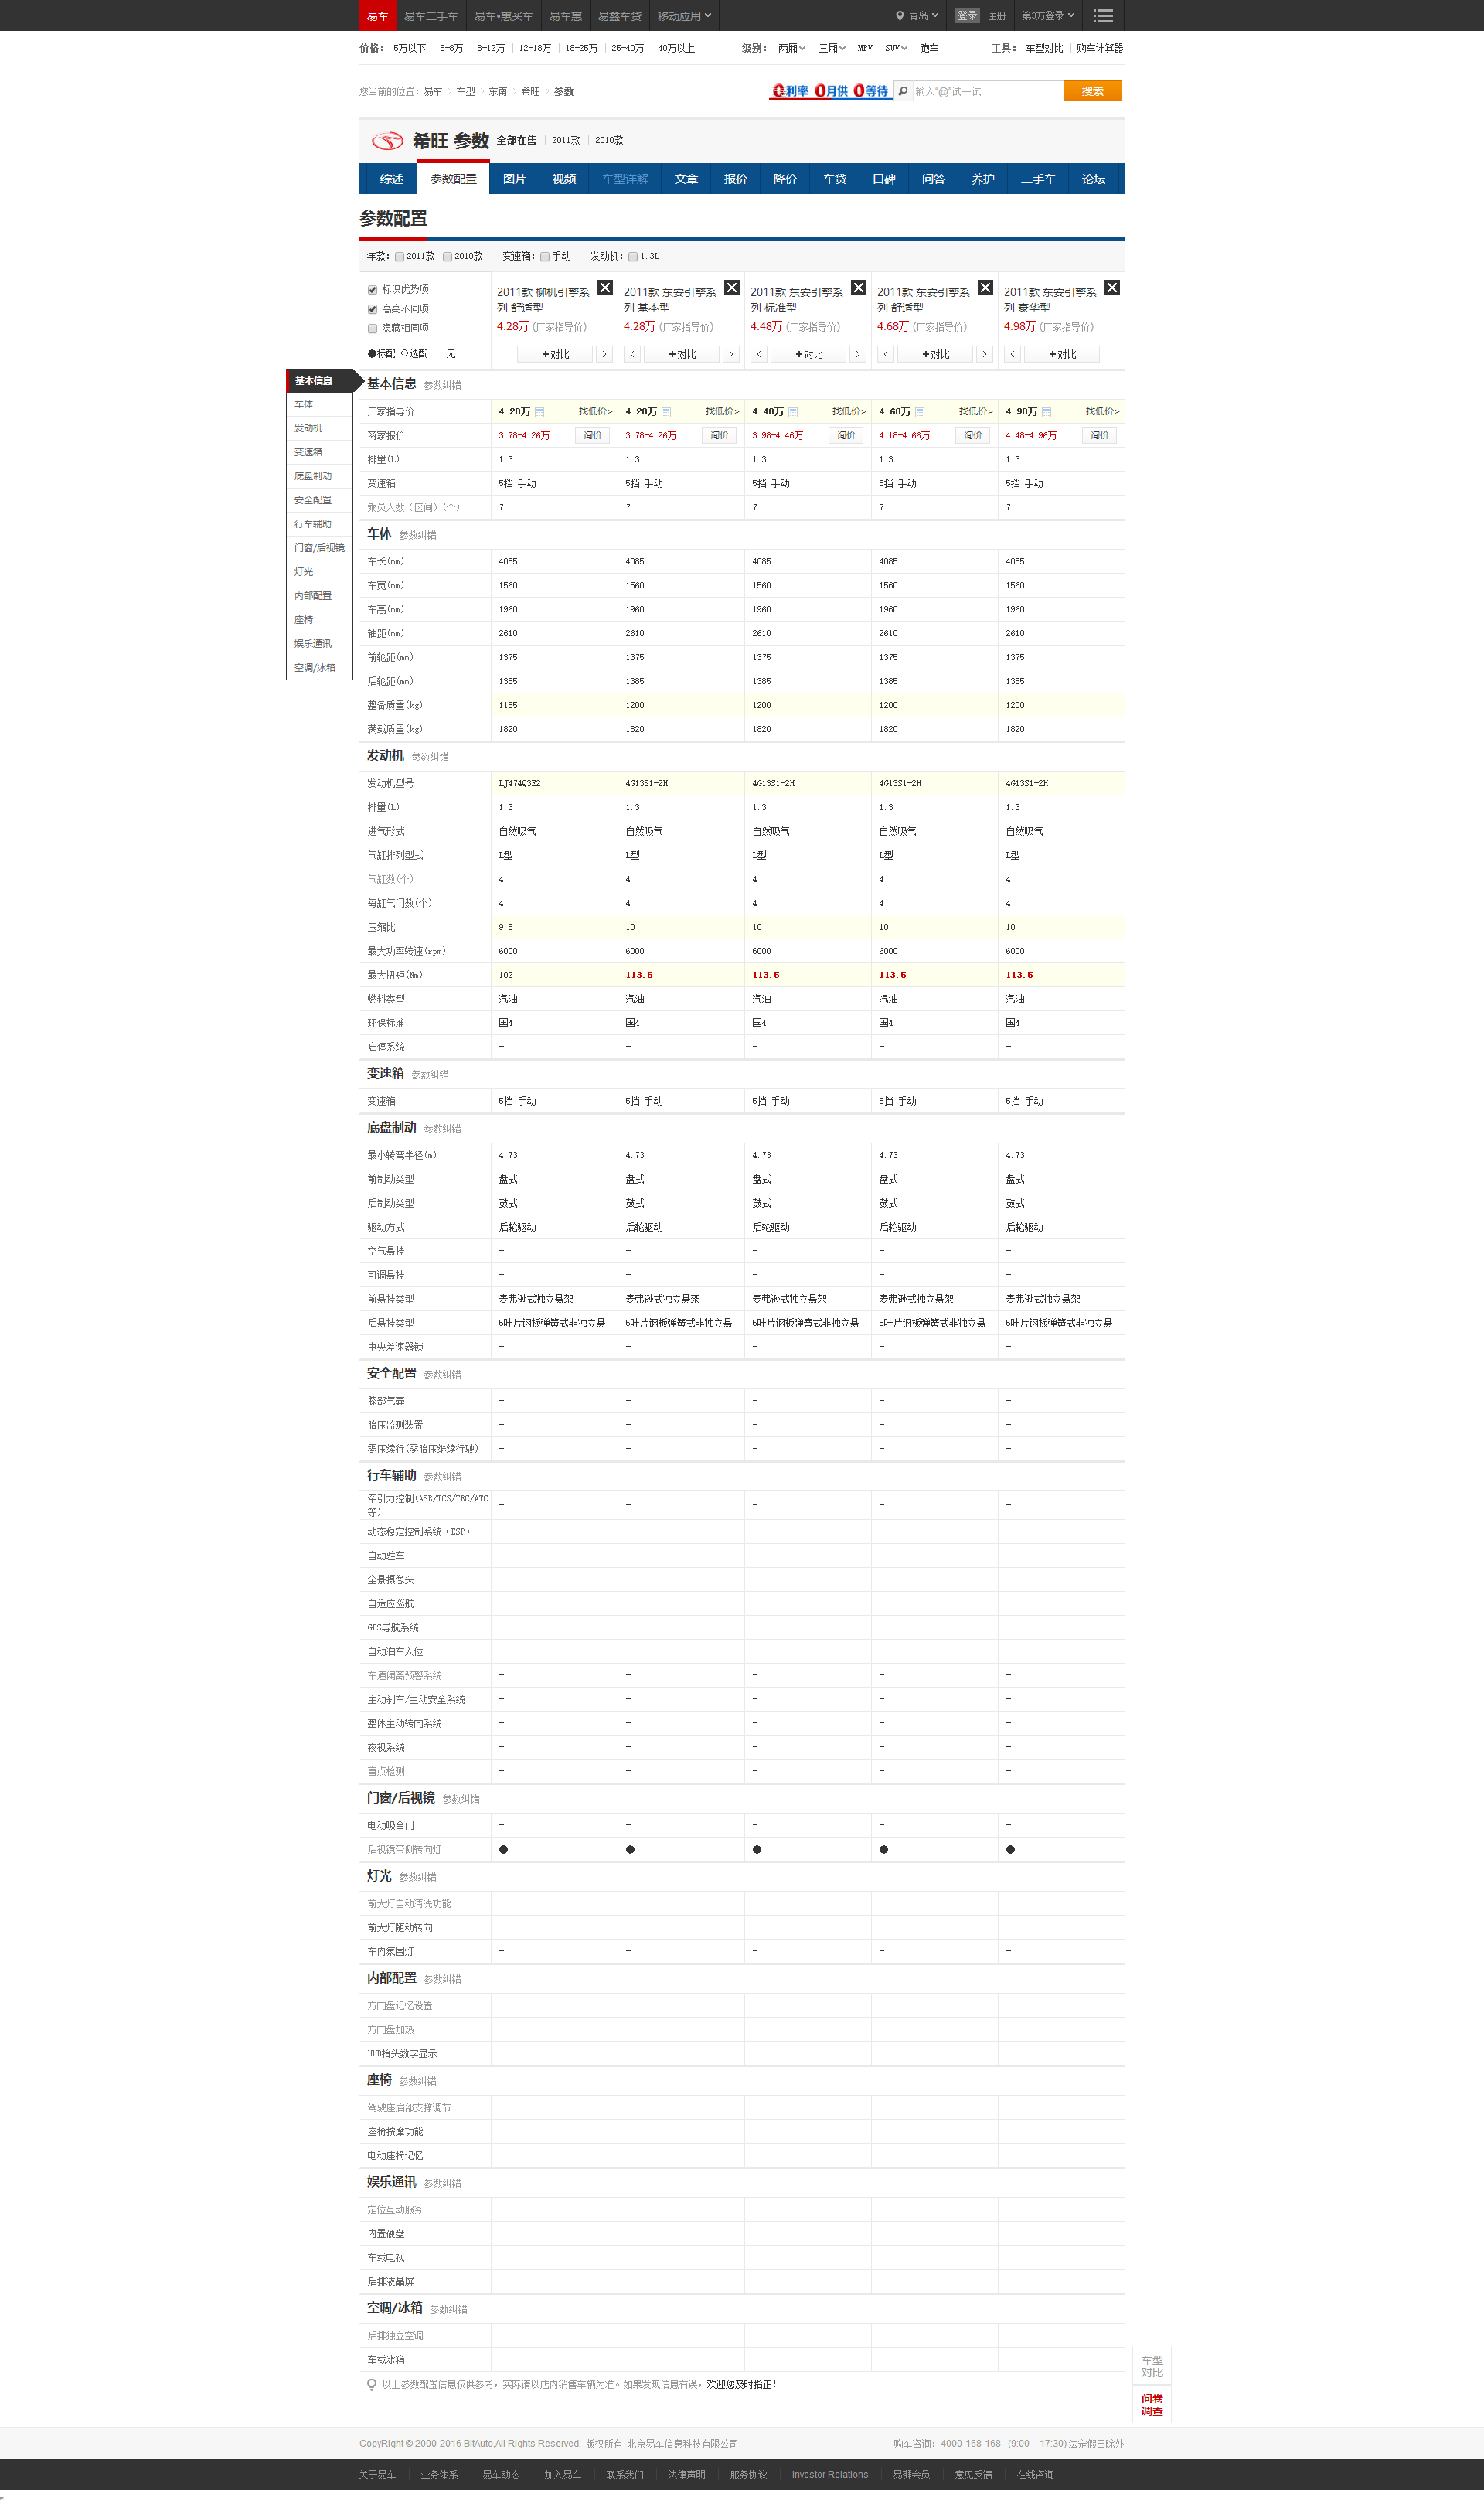 易车 易车二手车 易车•惠买车 易车惠 易鑫车贷 移动应用 青岛 登录 注册 第3方登录
价格: 5万以下 5-8万 8-12万 12-18万 18-25万 25-40万 40万以上 级别: 两厢 三厢 MPV SUV 跑车 工具: 车型对比 购车计算器
您当前的位置: 易车 > 车型 > 东南 > 希旺 > 参数 0利率 0月供 0等待 输入"@"试一试 搜索
希旺 参数 全部在售 2011款 2010款
综述 参数配置 图片 视频 车型详解 文章 报价 降价 车贷 口碑 问答 养护 二手车 论坛
参数配置
年款: 2011款 2010款 变速箱: 手动 发动机: 1.3L
标识优势项
高亮不同项
隐藏相同项
●标配 ○选配 - 无
2011款 柳机引擎系列 舒适型 2011款 东安引擎系列 基本型 2011款 东安引擎系列 标准型 2011款 东安引擎系列 舒适型 2011款 东安引擎系列 豪华型
4.28万 (厂家指导价) 4.28万 (厂家指导价) 4.48万 (厂家指导价) 4.68万 (厂家指导价) 4.98万 (厂家指导价)
+对比 > < +对比 > < +对比 > < +对比 > < +对比
基本信息
车体
发动机
变速箱
底盘制动
安全配置
行车辅助
门窗/后视镜
灯光
内部配置
座椅
娱乐通讯
空调/冰箱
基本信息 参数纠错
厂家指导价 4.28万 找低价> 4.28万 找低价> 4.48万 找低价> 4.68万 找低价> 4.98万 找低价>
商家报价 3.78-4.26万 询价 3.78-4.26万 询价 3.98-4.46万 询价 4.18-4.66万 询价 4.48-4.96万 询价
排量(L) 1.3 1.3 1.3 1.3 1.3
变速箱 5挡 手动 5挡 手动 5挡 手动 5挡 手动 5挡 手动
乘员人数（区间）(个) 7 7 7 7 7
车体 参数纠错
车长(mm) 4085 4085 4085 4085 4085
车宽(mm) 1560 1560 1560 1560 1560
车高(mm) 1960 1960 1960 1960 1960
轴距(mm) 2610 2610 2610 2610 2610
前轮距(mm) 1375 1375 1375 1375 1375
后轮距(mm) 1385 1385 1385 1385 1385
整备质量(kg) 1155 1200 1200 1200 1200
满载质量(kg) 1820 1820 1820 1820 1820
发动机 参数纠错
发动机型号 LJ474Q3E2 4G13S1-2H 4G13S1-2H 4G13S1-2H 4G13S1-2H
排量(L) 1.3 1.3 1.3 1.3 1.3
进气形式 自然吸气 自然吸气 自然吸气 自然吸气 自然吸气
气缸排列型式 L型 L型 L型 L型 L型
气缸数(个) 4 4 4 4 4
每缸气门数(个) 4 4 4 4 4
压缩比 9.5 10 10 10 10
最大功率转速(rpm) 6000 6000 6000 6000 6000
最大扭矩(Nm) 102 113.5 113.5 113.5 113.5
燃料类型 汽油 汽油 汽油 汽油 汽油
环保标准 国4 国4 国4 国4 国4
启停系统 - - - - -
变速箱 参数纠错
变速箱 5挡 手动 5挡 手动 5挡 手动 5挡 手动 5挡 手动
底盘制动 参数纠错
最小转弯半径(m) 4.73 4.73 4.73 4.73 4.73
前制动类型 盘式 盘式 盘式 盘式 盘式
后制动类型 鼓式 鼓式 鼓式 鼓式 鼓式
驱动方式 后轮驱动 后轮驱动 后轮驱动 后轮驱动 后轮驱动
空气悬挂 - - - - -
可调悬挂 - - - - -
前悬挂类型 麦弗逊式独立悬架 麦弗逊式独立悬架 麦弗逊式独立悬架 麦弗逊式独立悬架 麦弗逊式独立悬架
后悬挂类型 5叶片钢板弹簧式非独立悬 5叶片钢板弹簧式非独立悬 5叶片钢板弹簧式非独立悬 5叶片钢板弹簧式非独立悬 5叶片钢板弹簧式非独立悬
中央差速器锁 - - - - -
安全配置 参数纠错
膝部气囊 - - - - -
胎压监测装置 - - - - -
零压续行(零胎压继续行驶) - - - - -
行车辅助 参数纠错
牵引力控制(ASR/TCS/TRC/ATC等) - - - - -
动态稳定控制系统（ESP） - - - - -
自动驻车 - - - - -
全景摄像头 - - - - -
自适应巡航 - - - - -
GPS导航系统 - - - - -
自动泊车入位 - - - - -
车道偏离预警系统 - - - - -
主动刹车/主动安全系统 - - - - -
整体主动转向系统 - - - - -
夜视系统 - - - - -
盲点检测 - - - - -
门窗/后视镜 参数纠错
电动吸合门 - - - - -
后视镜带侧转向灯 ● ● ● ● ●
灯光 参数纠错
前大灯自动清洗功能 - - - - -
前大灯随动转向 - - - - -
车内氛围灯 - - - - -
内部配置 参数纠错
方向盘记忆设置 - - - - -
方向盘加热 - - - - -
HUD抬头数字显示 - - - - -
座椅 参数纠错
驾驶座肩部支撑调节 - - - - -
座椅按摩功能 - - - - -
电动座椅记忆 - - - - -
娱乐通讯 参数纠错
定位互动服务 - - - - -
内置硬盘 - - - - -
车载电视 - - - - -
后排液晶屏 - - - - -
空调/冰箱 参数纠错
后排独立空调 - - - - -
车载冰箱 - - - - -
以上参数配置信息仅供参考，实际请以店内销售车辆为准。如果发现信息有误，欢迎您及时指正！
车型对比
问卷调查
CopyRight © 2000-2016 BitAuto,All Rights Reserved. 版权所有 北京易车信息科技有限公司 购车咨询：4000-168-168 (9:00 – 17:30) 法定假日除外
关于易车 业务体系 易车动态 加入易车 联系我们 法律声明 服务协议 Investor Relations 易湃会员 意见反馈 在线咨询